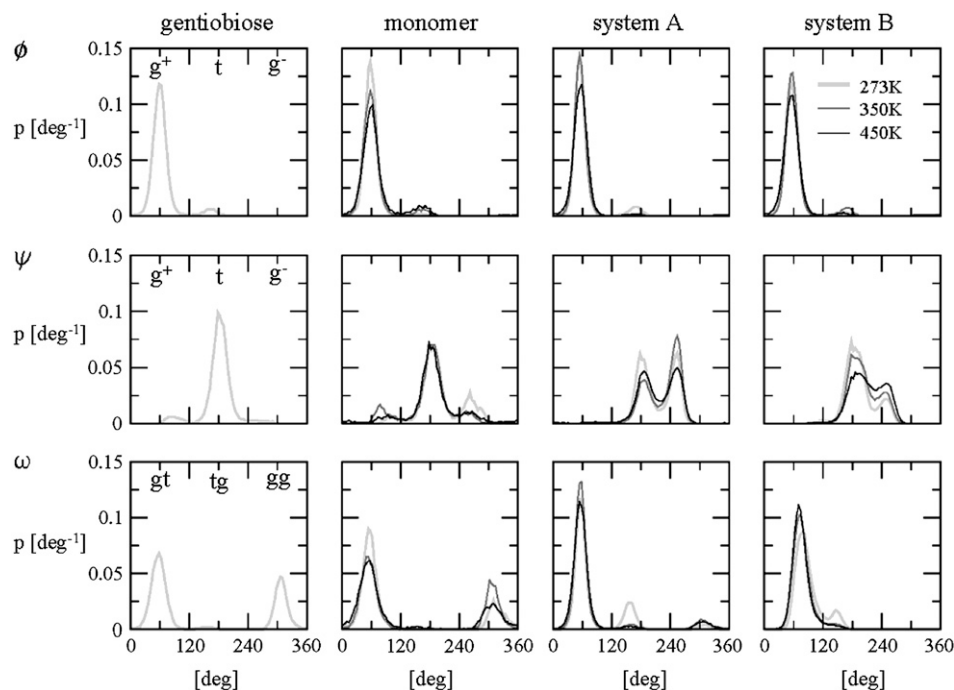 gentiobiose monomer system A system B
ϕ 0.15
g+ t g-
273K
350K
450K
0.1
p [deg-1]
0.05
0
ψ 0.15
g+ t g-
0.1
p [deg-1]
0.05
0
ω 0.15
gt tg gg
0.1
p [deg-1]
0.05
0
0 120 240 360 0 120 240 360 0 120 240 360 0 120 240 360
[deg] [deg] [deg] [deg]